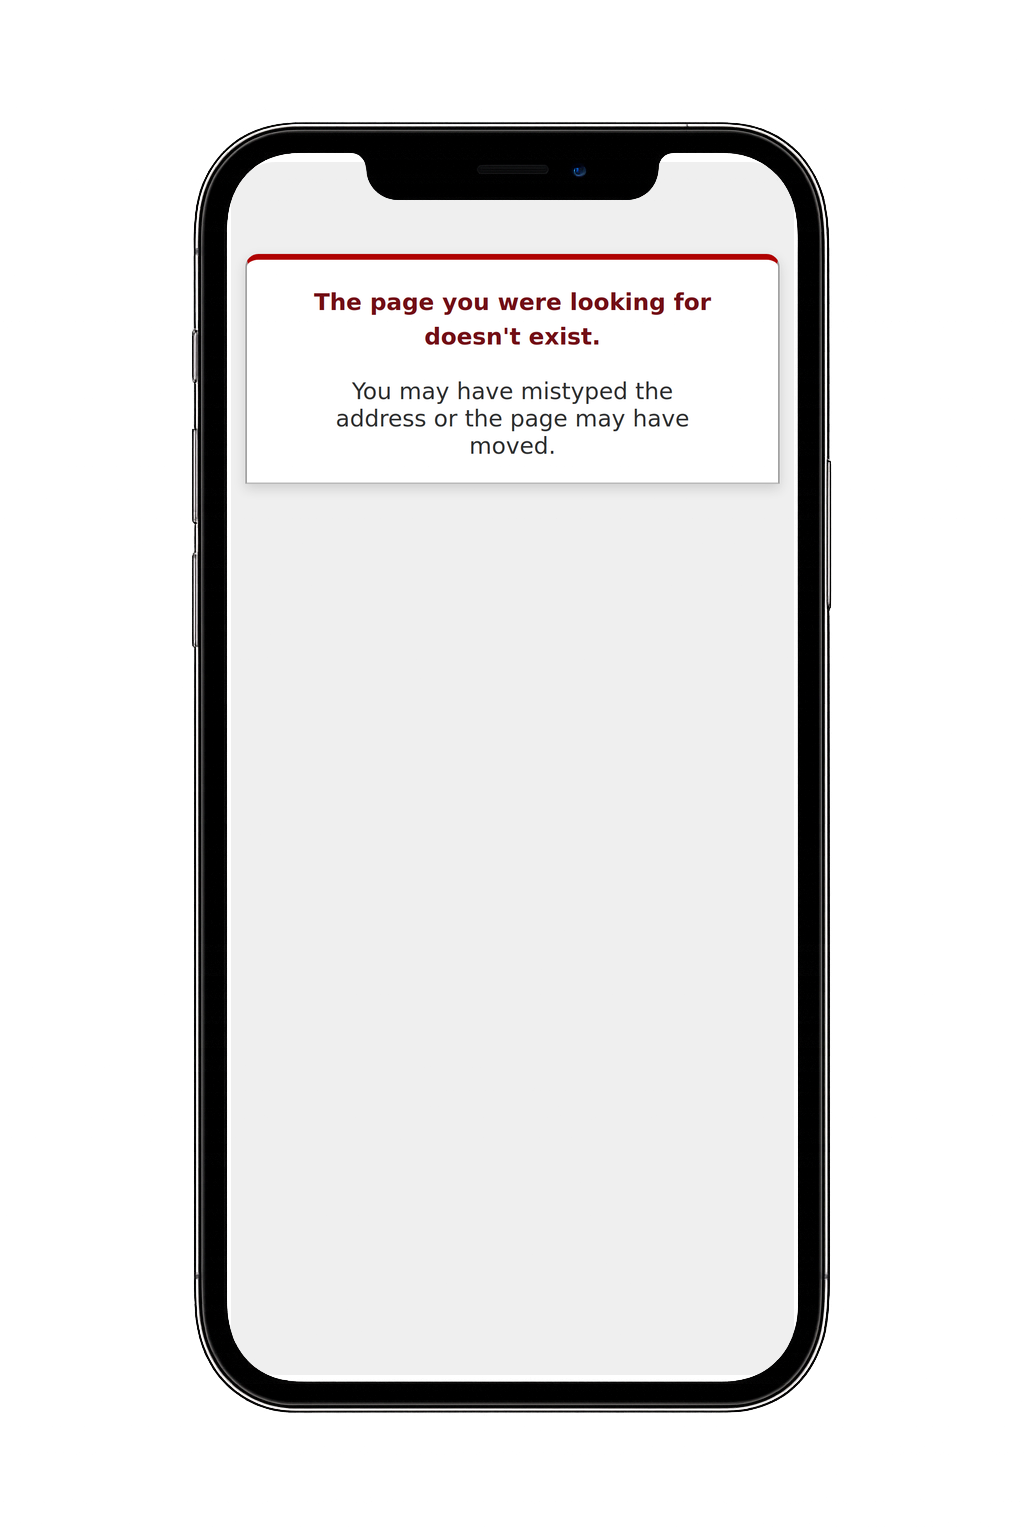 The page you were looking for
doesn't exist.
You may have mistyped the
address or the page may have
moved.